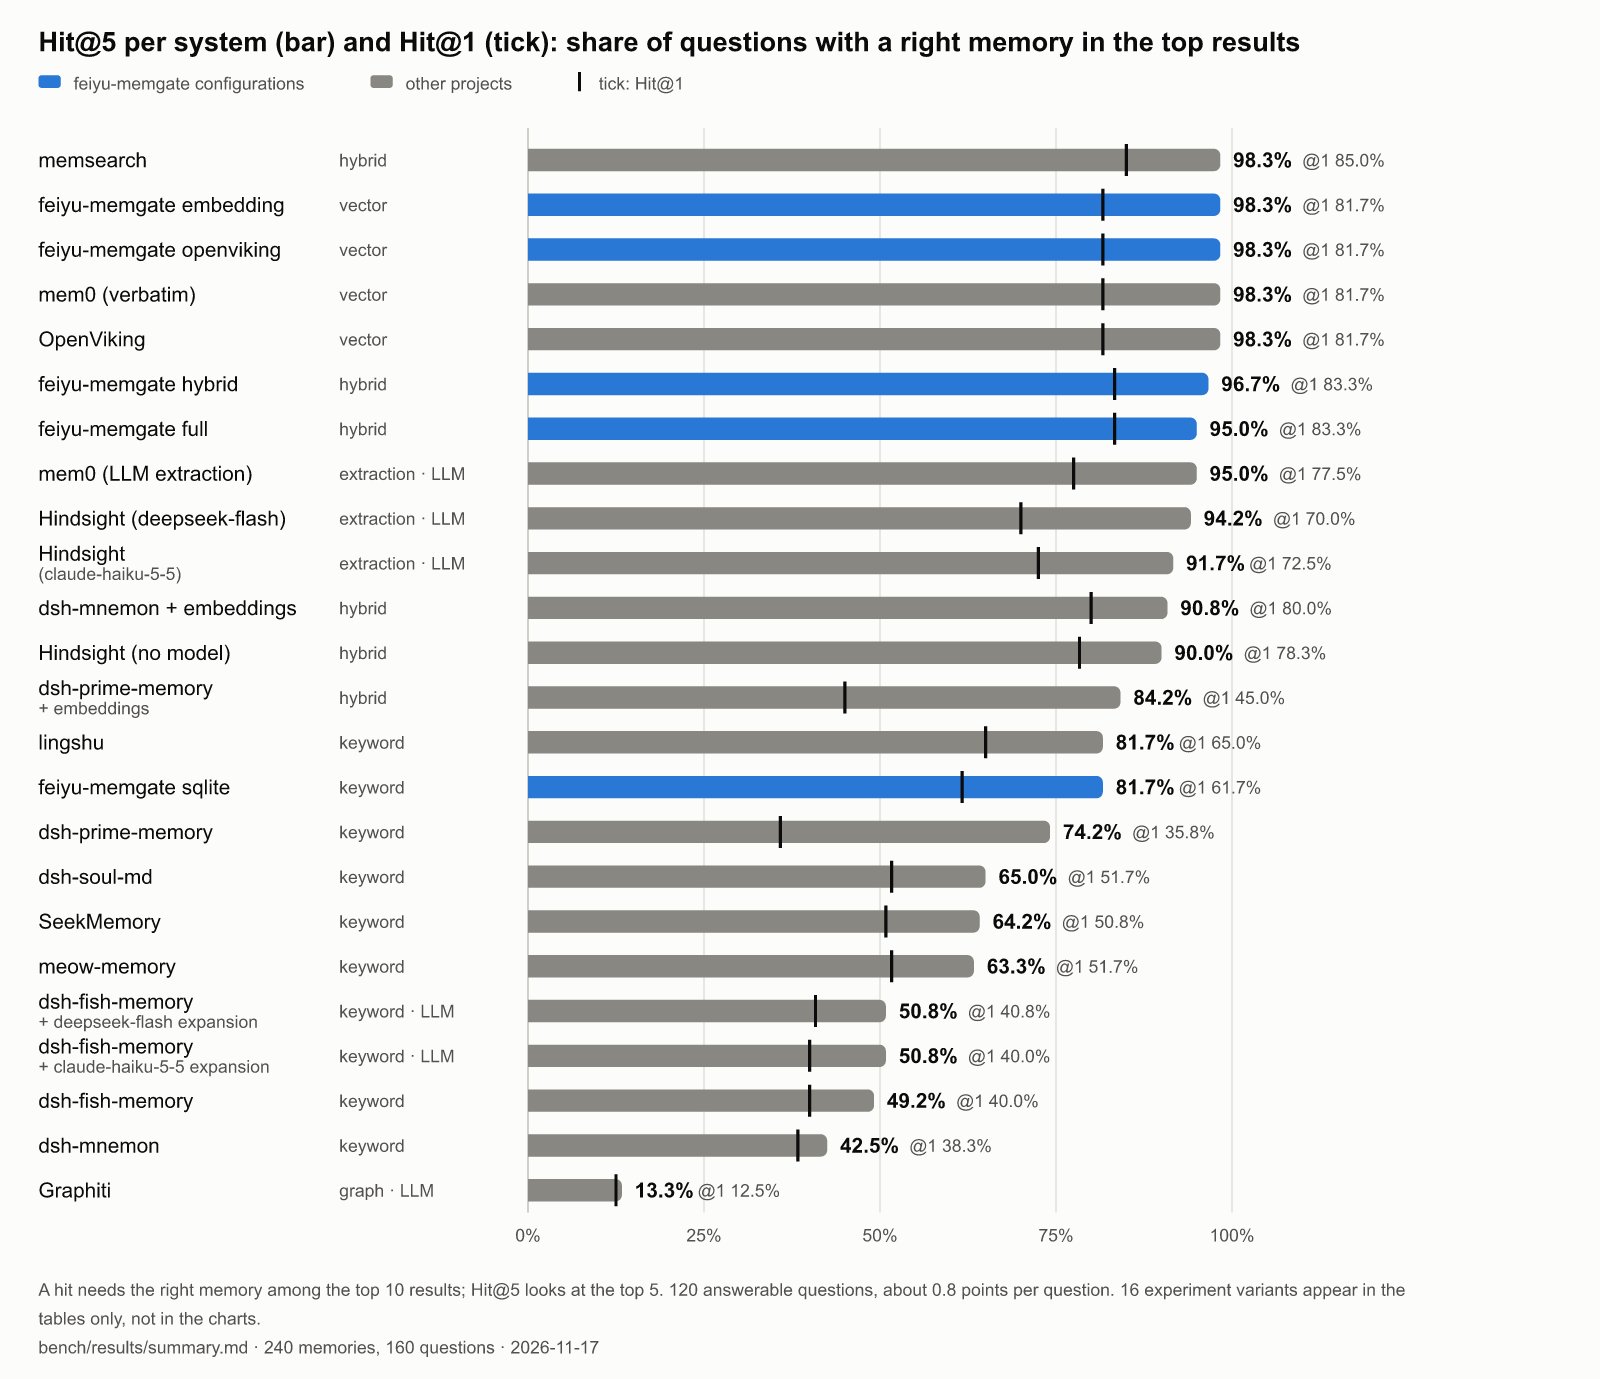 Hit@5 per system (bar) and Hit@1 (tick): share of questions with a right memory in the top results
feiyu-memgate configurations other projects tick: Hit@1
memsearch hybrid 98.3% @1 85.0%
feiyu-memgate embedding vector 98.3% @1 81.7%
feiyu-memgate openviking vector 98.3% @1 81.7%
mem0 (verbatim) vector 98.3% @1 81.7%
OpenViking vector 98.3% @1 81.7%
feiyu-memgate hybrid hybrid 96.7% @1 83.3%
feiyu-memgate full hybrid 95.0% @1 83.3%
mem0 (LLM extraction) extraction · LLM 95.0% @1 77.5%
Hindsight (deepseek-flash) extraction · LLM 94.2% @1 70.0%
Hindsight
(claude-haiku-5-5) extraction · LLM 91.7% @1 72.5%
dsh-mnemon + embeddings hybrid 90.8% @1 80.0%
Hindsight (no model) hybrid 90.0% @1 78.3%
dsh-prime-memory
+ embeddings hybrid 84.2% @1 45.0%
lingshu keyword 81.7% @1 65.0%
feiyu-memgate sqlite keyword 81.7% @1 61.7%
dsh-prime-memory keyword 74.2% @1 35.8%
dsh-soul-md keyword 65.0% @1 51.7%
SeekMemory keyword 64.2% @1 50.8%
meow-memory keyword 63.3% @1 51.7%
dsh-fish-memory
+ deepseek-flash expansion keyword · LLM 50.8% @1 40.8%
dsh-fish-memory
+ claude-haiku-5-5 expansion keyword · LLM 50.8% @1 40.0%
dsh-fish-memory keyword 49.2% @1 40.0%
dsh-mnemon keyword 42.5% @1 38.3%
Graphiti graph · LLM 13.3% @1 12.5%
0% 25% 50% 75% 100%
A hit needs the right memory among the top 10 results; Hit@5 looks at the top 5. 120 answerable questions, about 0.8 points per question. 16 experiment variants appear in the
tables only, not in the charts.
bench/results/summary.md · 240 memories, 160 questions · 2026-11-17